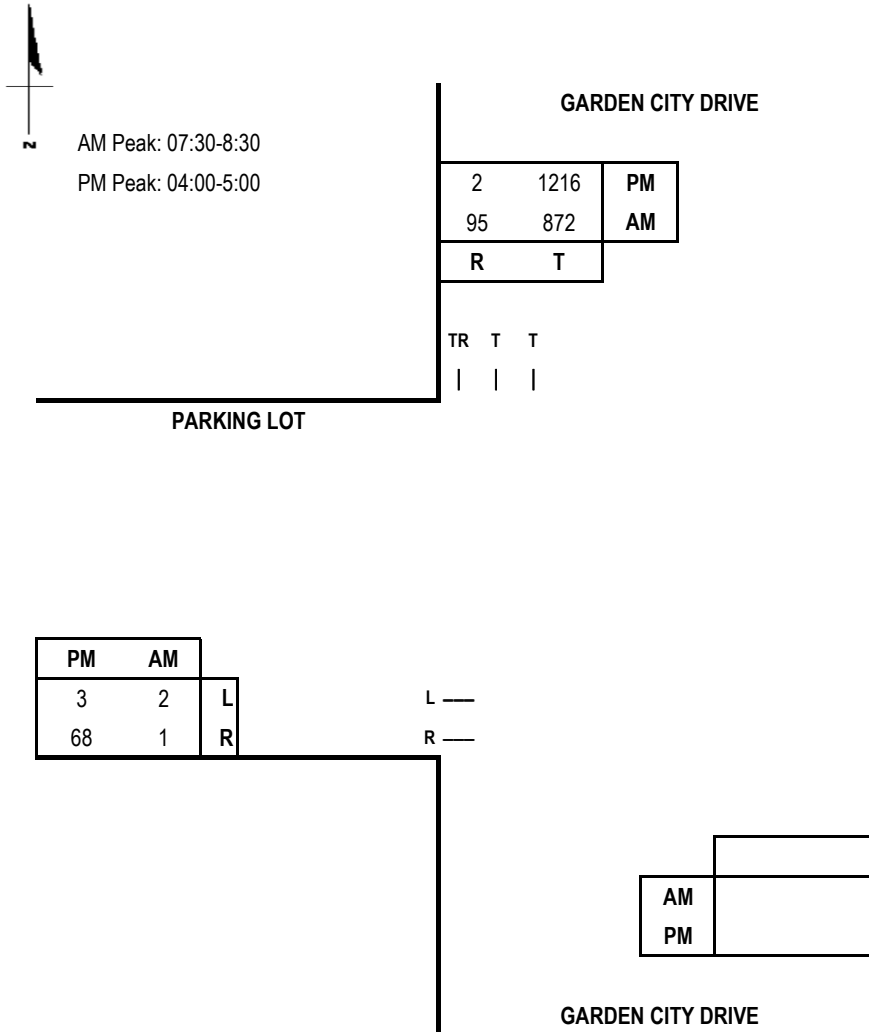 GARDEN CITY DRIVE
N
AM Peak: 07:30-8:30
PM Peak: 04:00-5:00
2 1216 PM
95 872 AM
R T
TR T T
PARKING LOT
PM AM
3 2 L
68 1 R
L
R
AM
PM
GARDEN CITY DRIVE